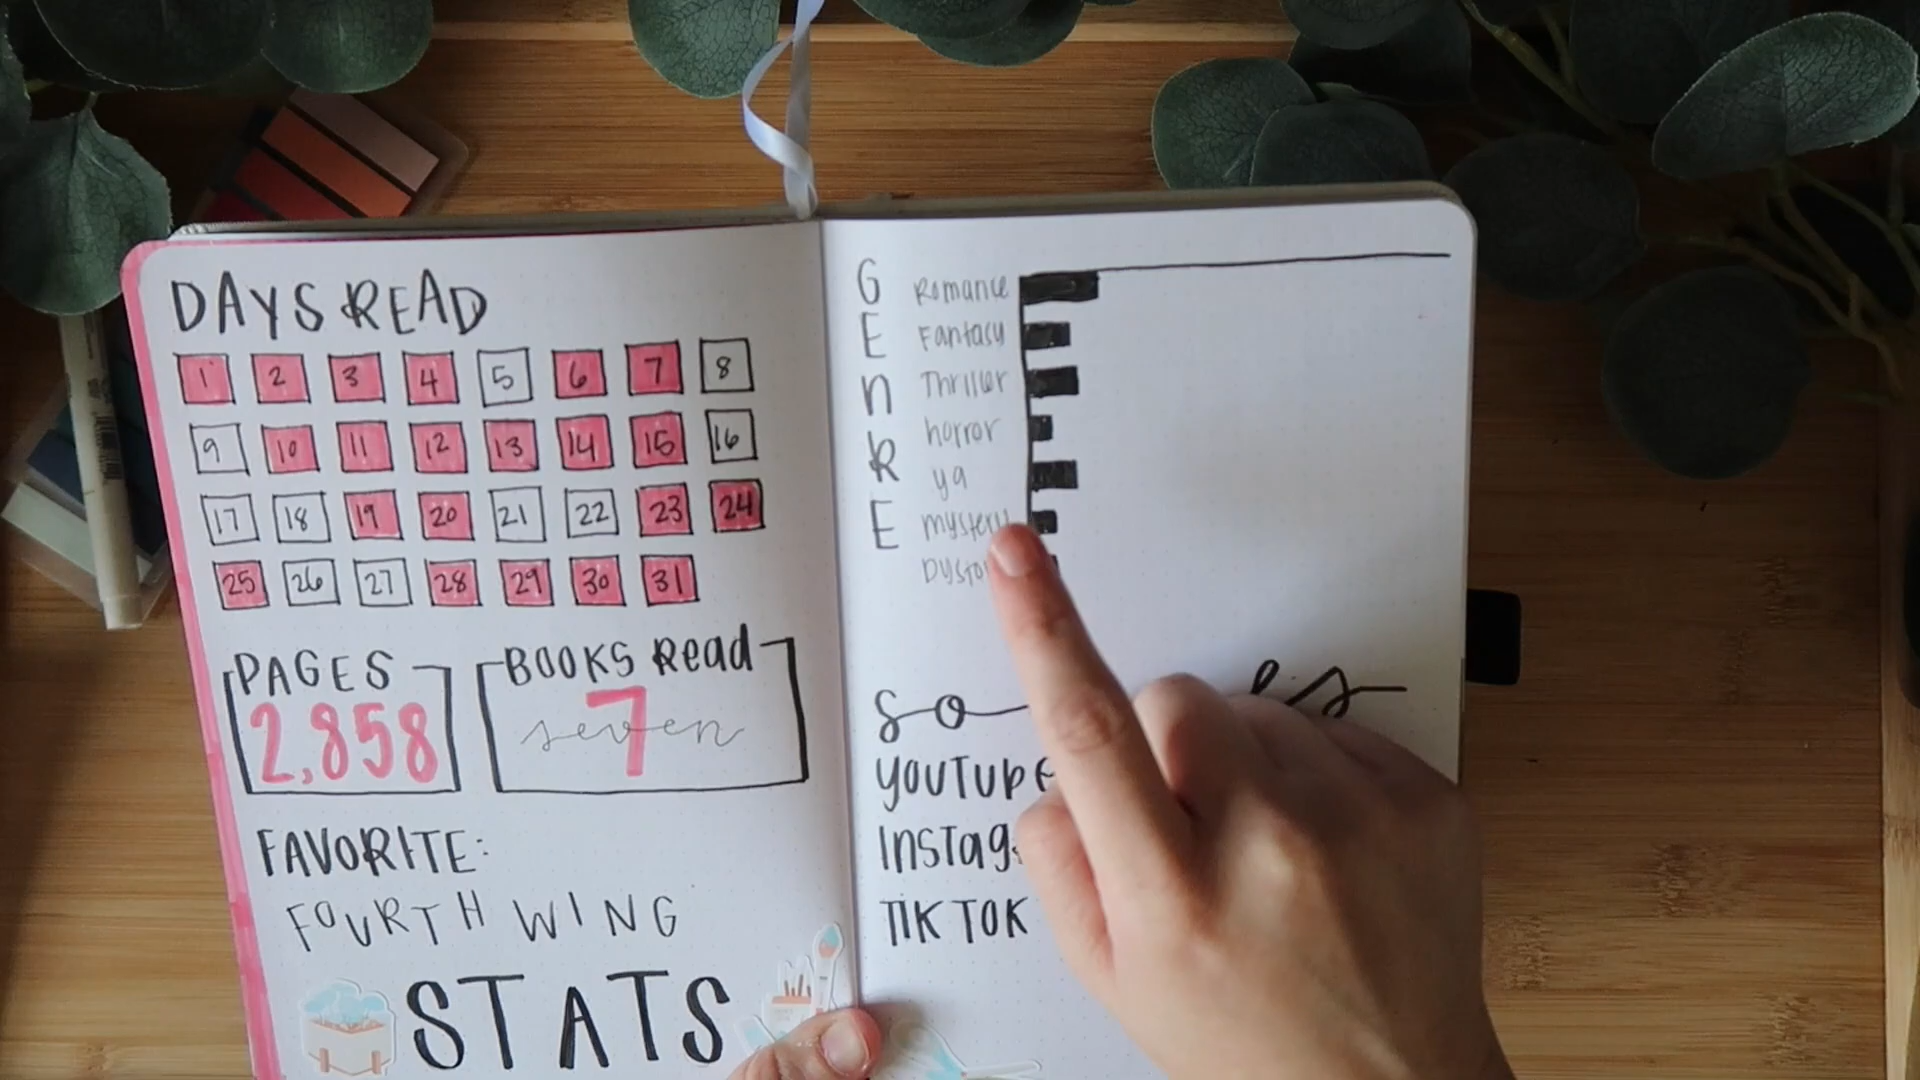 DAYS READ
1 2 3 4 5 6 7 8
9 10 11 12 13 14 15 16
17 18 19 20 21 22 23 24
25 26 27 28 29 30 31
PAGES
2,858
BOOKS Read
7
seven
FAVORITE:
FOURTH WING
STATS
GEnRE
Romance
Fantasy
Thriller
horror
ya
mystery
YOUTUBE
TIKTOK